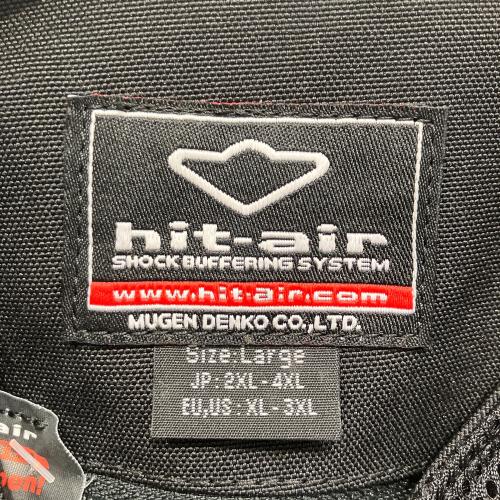 hit-air
SHOCK BUFFERING SYSTEM
www.hit-air.com
MUGEN DENKO CO.,LTD.
Size:Large
JP: 2XL - 4XL
EU,US: XL - 3XL
air